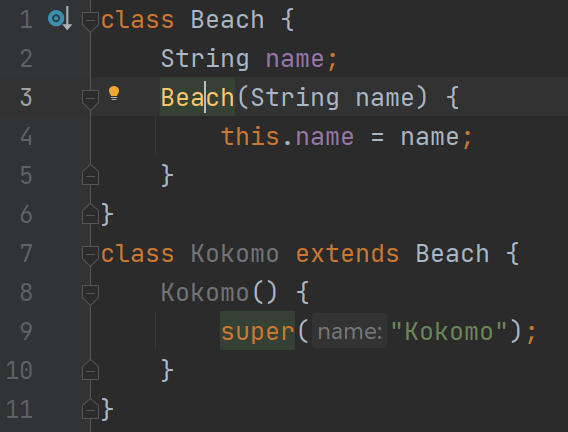 1 class Beach {
2 String name;
3 Beach(String name) {
4 this.name = name;
5 }
6 }
7 class Kokomo extends Beach {
8 Kokomo() {
9 super( name: "Kokomo");
10 }
11 }